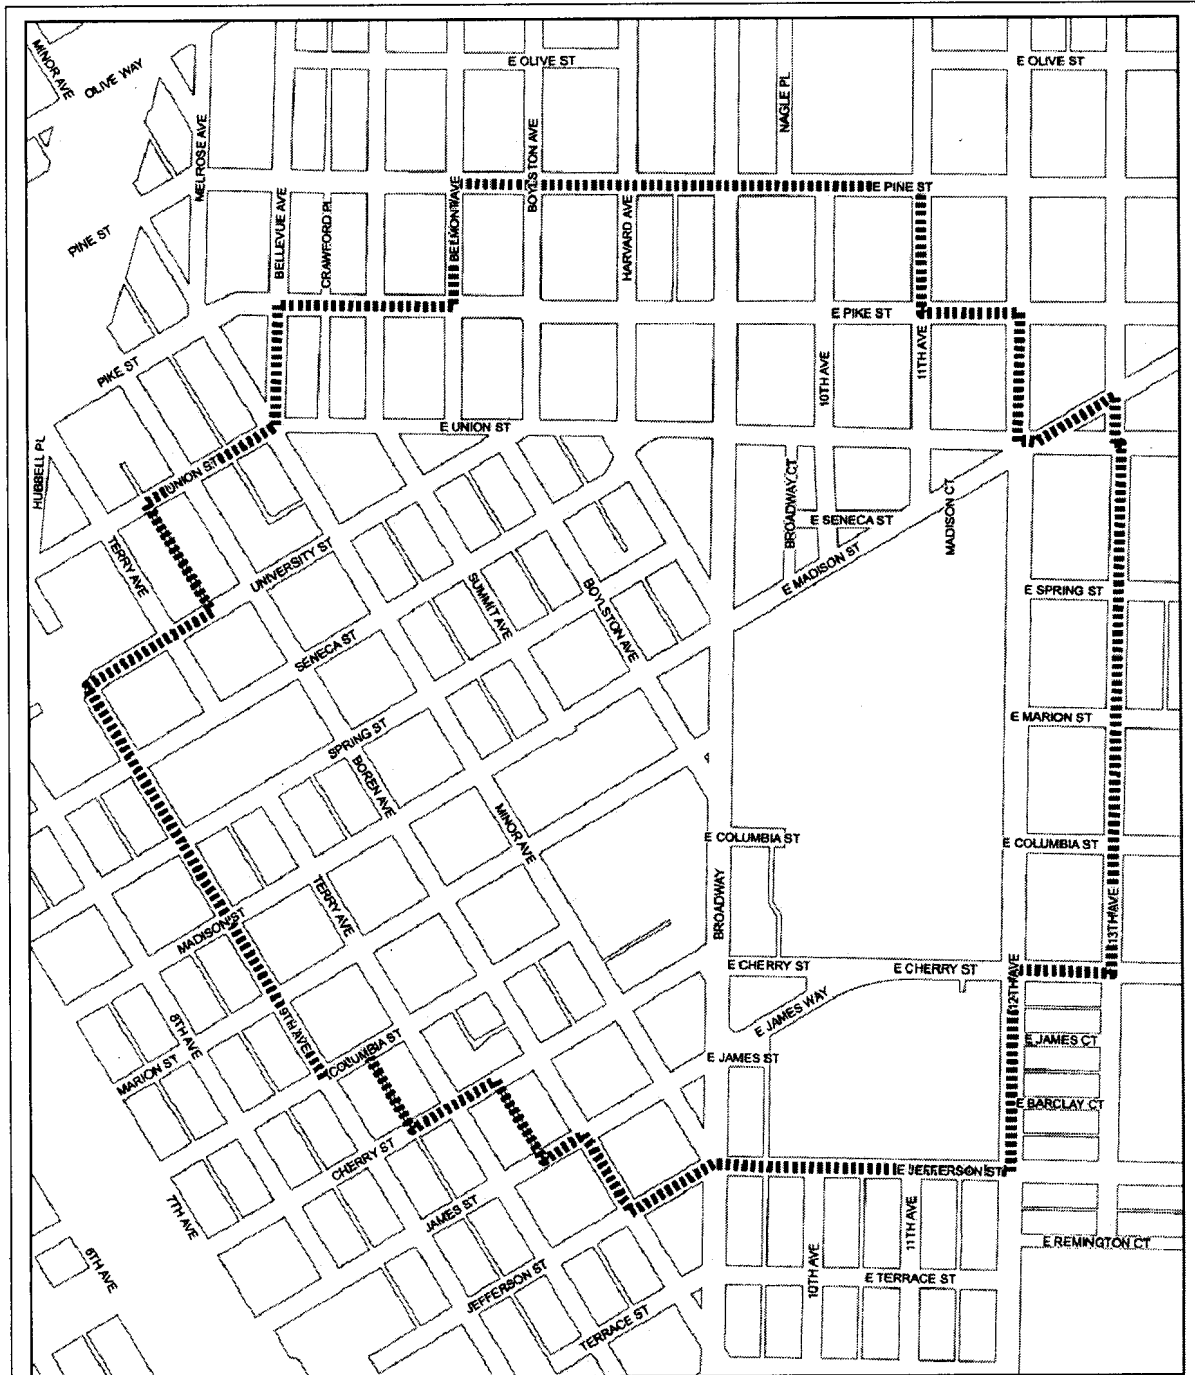 MINOR AVE
OLIVE WAY
E OLIVE ST
E OLIVE ST
NAGLE PL
MELROSE AVE
BOYLSTON AVE
PINE ST
BELLEVUE AVE
CRAWFORD PL
BELMONT AVE
HARVARD AVE
E PINE ST
PIKE ST
E PIKE ST
10TH AVE
11TH AVE
E UNION ST
HUBBELL PL
UNION ST
BROADWAY CT
MADISON CT
E SENECA ST
TERRY AVE
UNIVERSITY ST
E MADISON ST
SUMMIT AVE
BOYLSTON AVE
E SPRING ST
SENECA ST
SPRING ST
E MARION ST
BOREN AVE
MINOR AVE
E COLUMBIA ST
E COLUMBIA ST
TERRY AVE
BROADWAY
13TH AVE
MADISON ST
E CHERRY ST
E CHERRY ST
12TH AVE
8TH AVE
9TH AVE
E JAMES WAY
COLUMBIA ST
E JAMES ST
E JAMES CT
MARION ST
E BARCLAY CT
CHERRY ST
E JEFFERSON ST
7TH AVE
JAMES ST
10TH AVE
11TH AVE
E REMINGTON CT
6TH AVE
JEFFERSON ST
E TERRACE ST
TERRACE ST